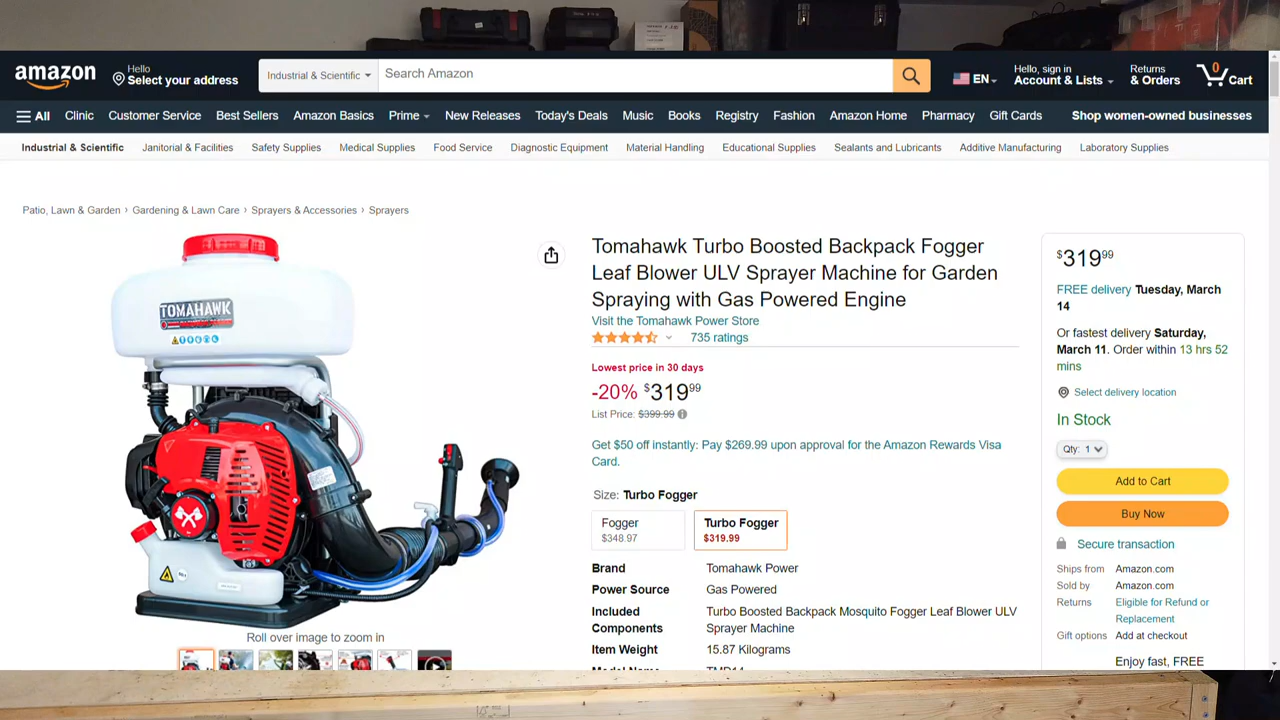 amazon
Hello
Select your address
Industrial & Scientific
Search Amazon
EN
Hello, sign in
Account & Lists
Returns
& Orders
0
Cart
All
Clinic
Customer Service
Best Sellers
Amazon Basics
Prime
New Releases
Today's Deals
Music
Books
Registry
Fashion
Amazon Home
Pharmacy
Gift Cards
Shop women-owned businesses
Industrial & Scientific
Janitorial & Facilities
Safety Supplies
Medical Supplies
Food Service
Diagnostic Equipment
Material Handling
Educational Supplies
Sealants and Lubricants
Additive Manufacturing
Laboratory Supplies
Patio, Lawn & Garden › Gardening & Lawn Care › Sprayers & Accessories › Sprayers
TOMAHAWK
Roll over image to zoom in
Tomahawk Turbo Boosted Backpack Fogger
Leaf Blower ULV Sprayer Machine for Garden
Spraying with Gas Powered Engine
Visit the Tomahawk Power Store
735 ratings
Lowest price in 30 days
-20% $31999
List Price: $399.99
Get $50 off instantly: Pay $269.99 upon approval for the Amazon Rewards Visa
Card.
Size: Turbo Fogger
Fogger
$348.97
Turbo Fogger
$319.99
Brand Tomahawk Power
Power Source Gas Powered
Included Turbo Boosted Backpack Mosquito Fogger Leaf Blower ULV
Components Sprayer Machine
Item Weight 15.87 Kilograms
$31999
FREE delivery Tuesday, March
14
Or fastest delivery Saturday,
March 11. Order within 13 hrs 52
mins
Select delivery location
In Stock
Qty: 1
Add to Cart
Buy Now
Secure transaction
Ships from Amazon.com
Sold by Amazon.com
Returns Eligible for Refund or
Replacement
Gift options Add at checkout
Enjoy fast, FREE